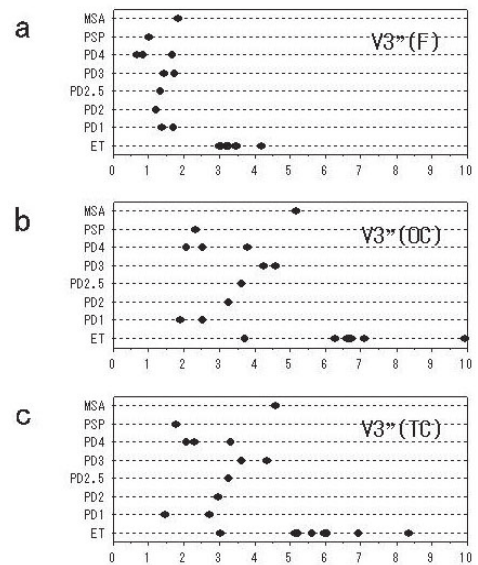 a
V3”(F)
MSA
PSP
PD4
PD3
PD2.5
PD2
PD1
ET
0 1 2 3 4 5 6 7 8 9 10
b
V3”(OC)
MSA
PSP
PD4
PD3
PD2.5
PD2
PD1
ET
0 1 2 3 4 5 6 7 8 9 10
c
V3”(TC)
MSA
PSP
PD4
PD3
PD2.5
PD2
PD1
ET
0 1 2 3 4 5 6 7 8 9 10